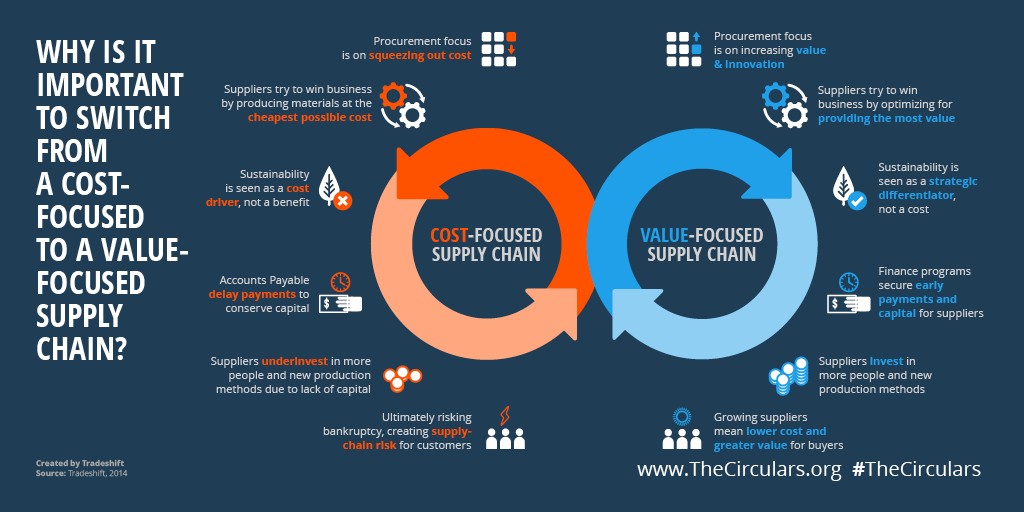 WHY IS IT
IMPORTANT
TO SWITCH
FROM
A COST-
FOCUSED
TO A VALUE-
FOCUSED
SUPPLY
CHAIN?
Procurement focus
is on squeezing out cost
Suppliers try to win business
by producing materials at the
cheapest possible cost
Sustainability
is seen as a cost
driver, not a benefit
Accounts Payable
delay payments to
conserve capital
$
Suppliers underinvest in more
people and new production
methods due to lack of capital
Ultimately risking
bankruptcy, creating supply-
chain risk for customers
COST-FOCUSED
SUPPLY CHAIN
VALUE-FOCUSED
SUPPLY CHAIN
Procurement focus
is on increasing value
& innovation
Suppliers try to win
business by optimizing for
providing the most value
Sustainability is
seen as a strategic
differentiator,
not a cost
Finance programs
secure early
payments and
capital for suppliers
$
Suppliers invest in
more people and new
production methods
Growing suppliers
mean lower cost and
greater value for buyers
Created by Tradeshift
Source: Tradeshift, 2014
www.TheCirculars.org #TheCirculars